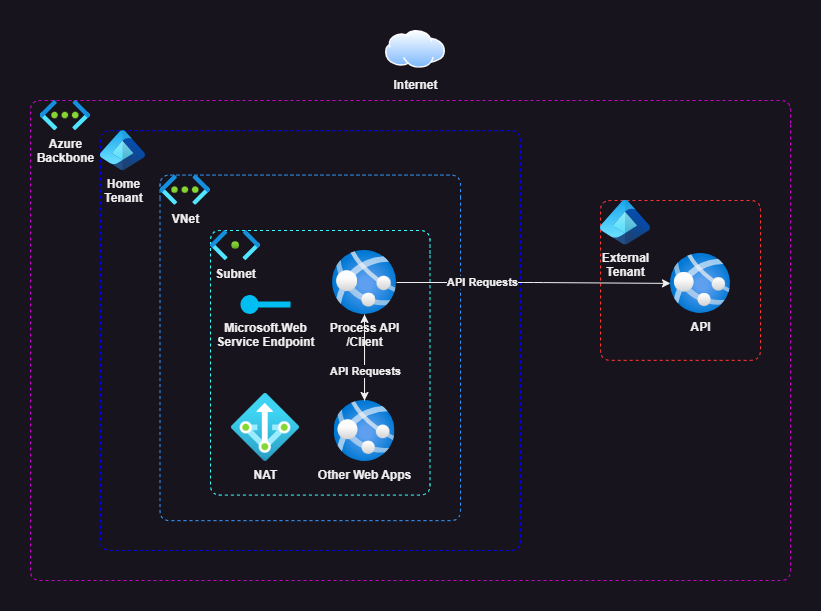 Internet
Azure
Backbone
Home
Tenant
VNet
Subnet
Microsoft.Web
Service Endpoint
Process API
/Client
API Requests
External
Tenant
API
API Requests
NAT
Other Web Apps